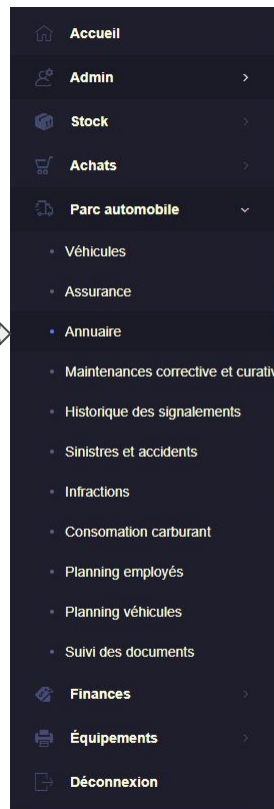 Accueil
Admin
Stock
Achats
Parc automobile
Véhicules
Assurance
Annuaire
Maintenances corrective et curativ
Historique des signalements
Sinistres et accidents
Infractions
Consomation carburant
Planning employés
Planning véhicules
Suivi des documents
Finances
Équipements
Déconnexion